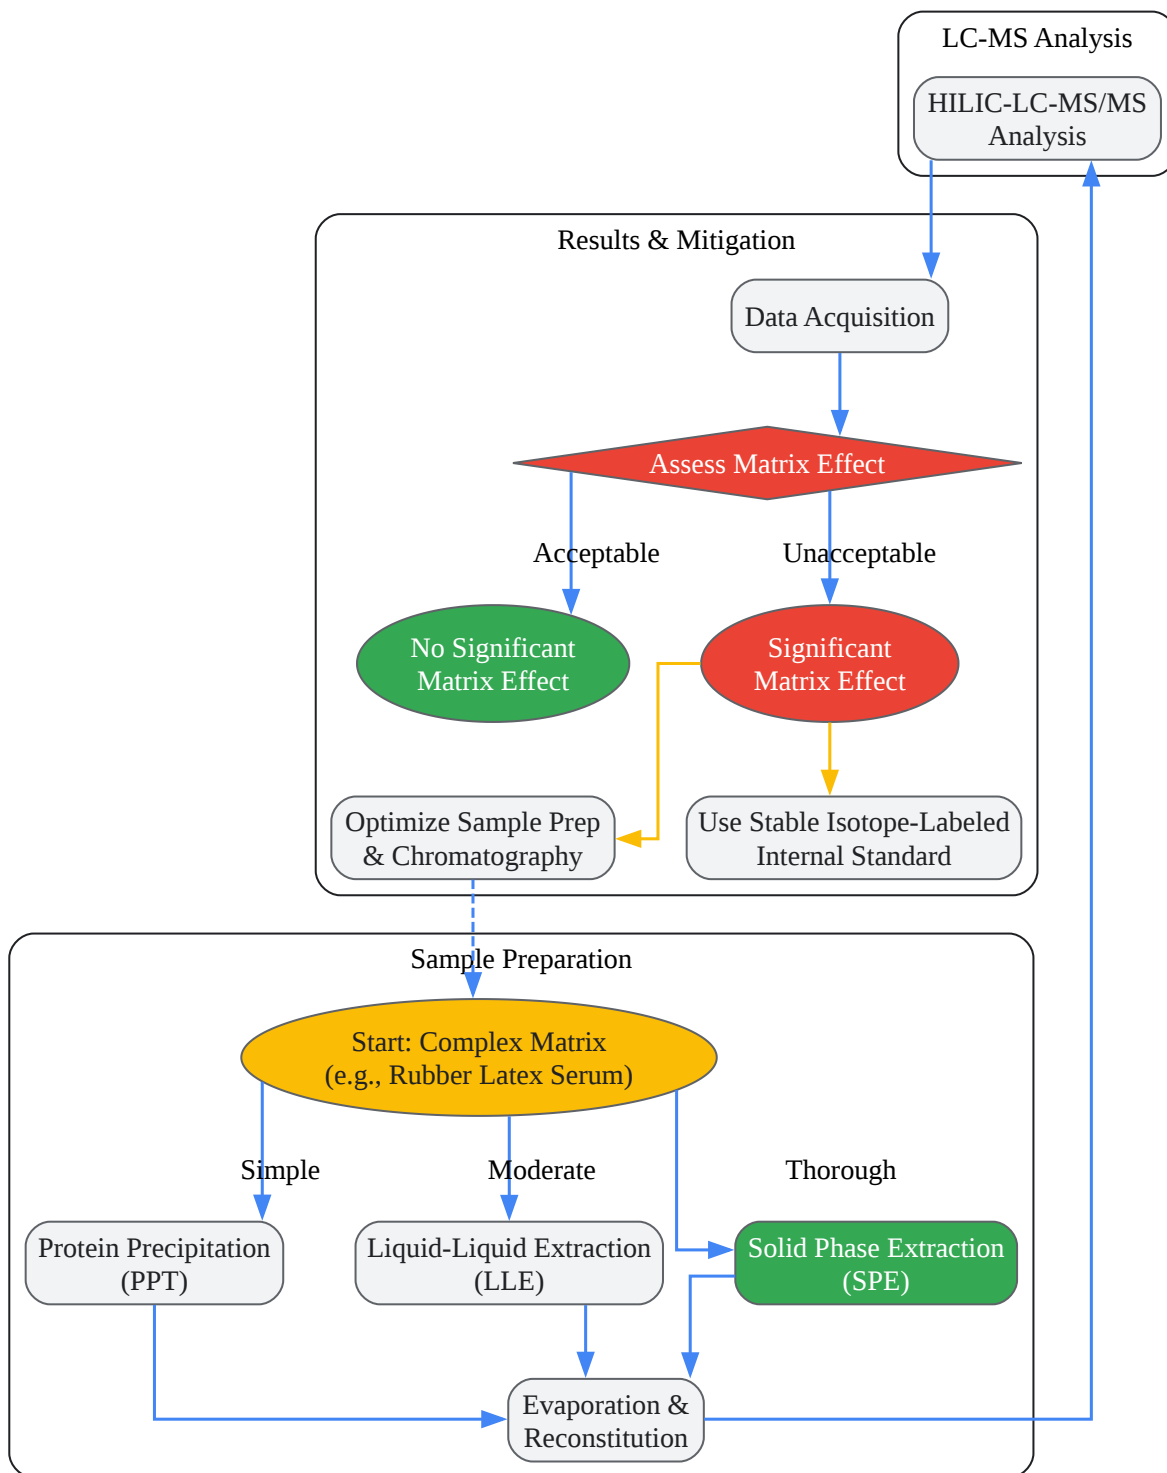 LC-MS Analysis
HILIC-LC-MS/MS
Analysis
Results & Mitigation
Data Acquisition
Assess Matrix Effect
Acceptable
Unacceptable
No Significant
Matrix Effect
Significant
Matrix Effect
Optimize Sample Prep
& Chromatography
Use Stable Isotope-Labeled
Internal Standard
Sample Preparation
Start: Complex Matrix
(e.g., Rubber Latex Serum)
Simple
Moderate
Thorough
Protein Precipitation
(PPT)
Liquid-Liquid Extraction
(LLE)
Solid Phase Extraction
(SPE)
Evaporation &
Reconstitution